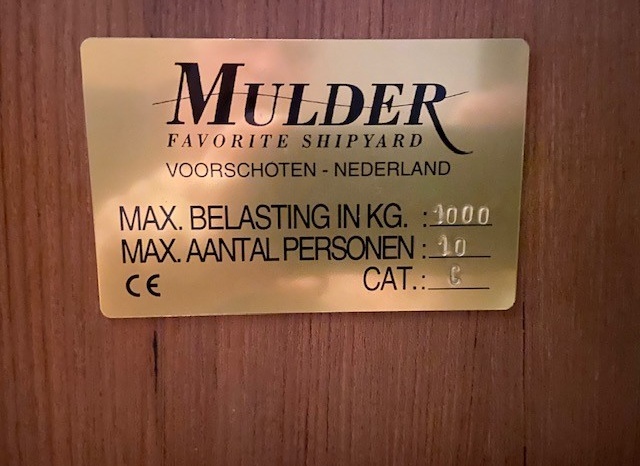 MULDER
FAVORITE SHIPYARD
VOORSCHOTEN - NEDERLAND
MAX. BELASTING IN KG. : 1000
MAX. AANTAL PERSONEN : 10
CE CAT.: C